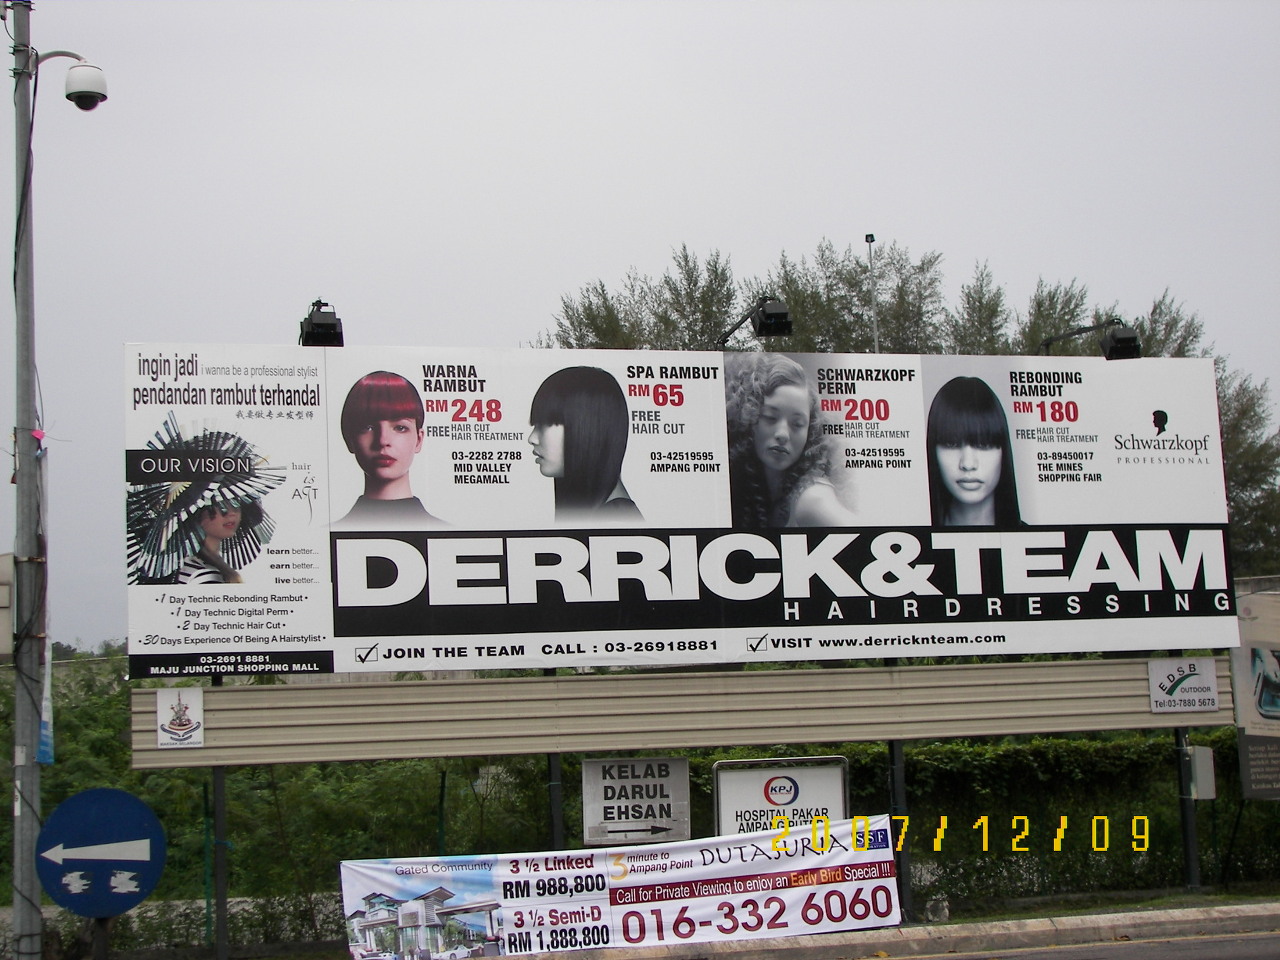 ingin jadi i wanna be a professional stylist
pendandan rambut terhandal
我要做专业发型师
OUR VISION
hair
is
ART
learn better...
earn better...
live better...
• 1 Day Technic Rebonding Rambut •
• 1 Day Technic Digital Perm •
• 2 Day Technic Hair Cut •
• 30 Days Experience Of Being A Hairstylist •
03-2691 8881
MAJU JUNCTION SHOPPING MALL
WARNA
RAMBUT
RM 248
FREE HAIR CUT
HAIR TREATMENT
03-2282 2788
MID VALLEY
MEGAMALL
SPA RAMBUT
RM 65
FREE
HAIR CUT
03-42519595
AMPANG POINT
SCHWARZKOPF
PERM
RM 200
FREE HAIR CUT
HAIR TREATMENT
03-42519595
AMPANG POINT
REBONDING
RAMBUT
RM 180
FREE HAIR CUT
HAIR TREATMENT
03-89450017
THE MINES
SHOPPING FAIR
Schwarzkopf
PROFESSIONAL
DERRICK&TEAM
HAIRDRESSING
JOIN THE TEAM CALL : 03-26918881
VISIT www.derricknteam.com
EDSB
OUTDOOR
Tel:03-7880 5678
KELAB
DARUL
EHSAN
KPJ
HOSPITAL PAKAR
AMPANG PUTERI
2007/12/09
Gated Community
3 ½ Linked
RM 988,800
3 ½ Semi-D
RM 1,888,800
3 minute to
Ampang Point
DUTASURIA
SSF
Call for Private Viewing to enjoy an Early Bird Special !!!
016-332 6060